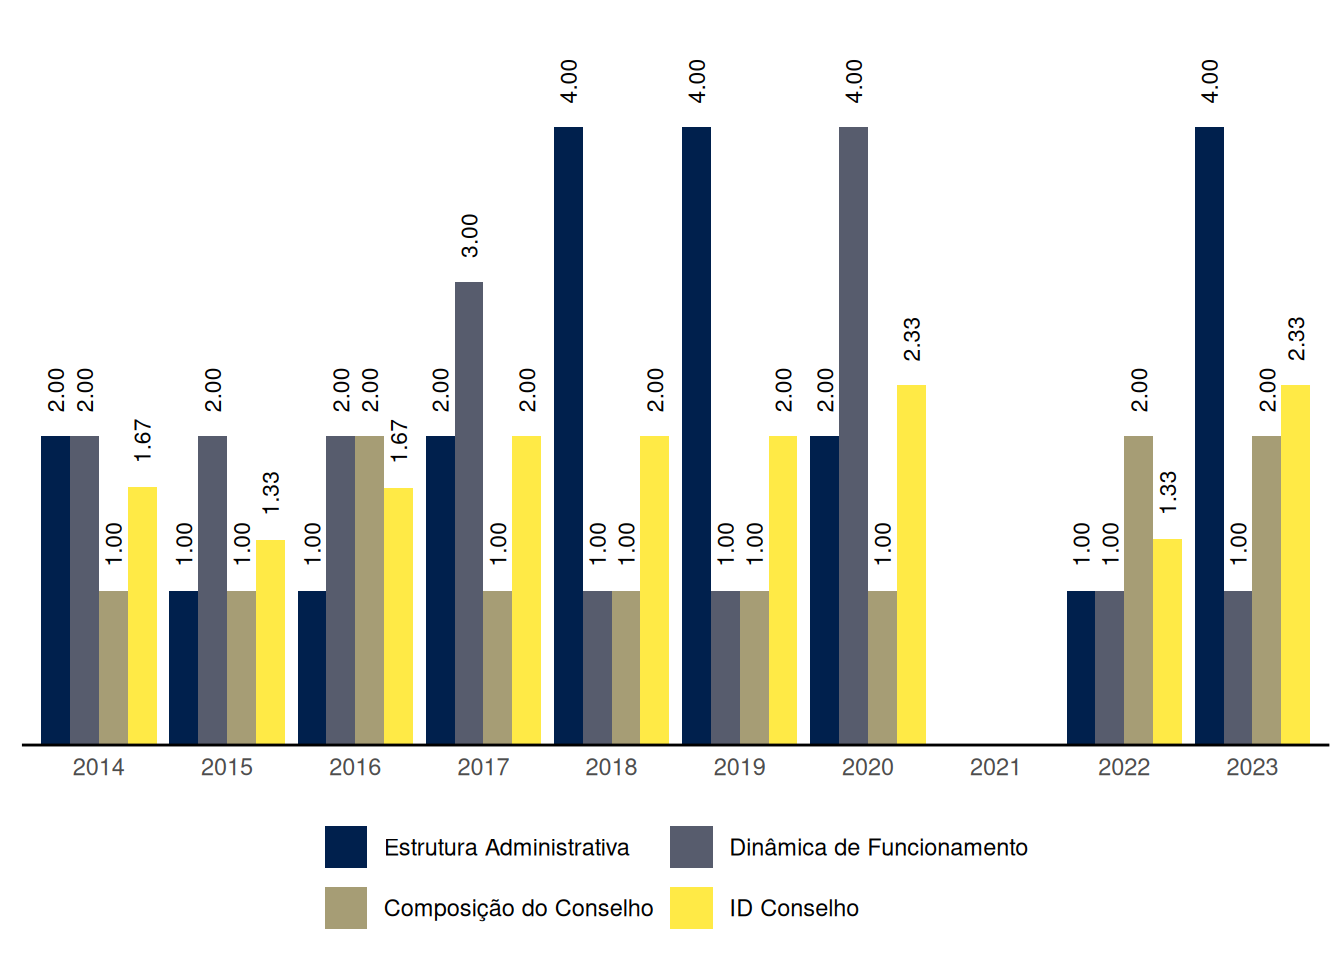 4.00 4.00 4.00 4.00
3.00
2.33 2.33
2.00 2.00 2.00 2.00 2.00 2.00 2.00 2.00 2.00 2.00 2.00 2.00
1.67 1.67
1.33 1.33
1.00 1.00 1.00 1.00 1.00 1.00 1.00 1.00 1.00 1.00 1.00 1.00 1.00
2014 2015 2016 2017 2018 2019 2020 2021 2022 2023
Estrutura Administrativa Dinâmica de Funcionamento
Composição do Conselho ID Conselho